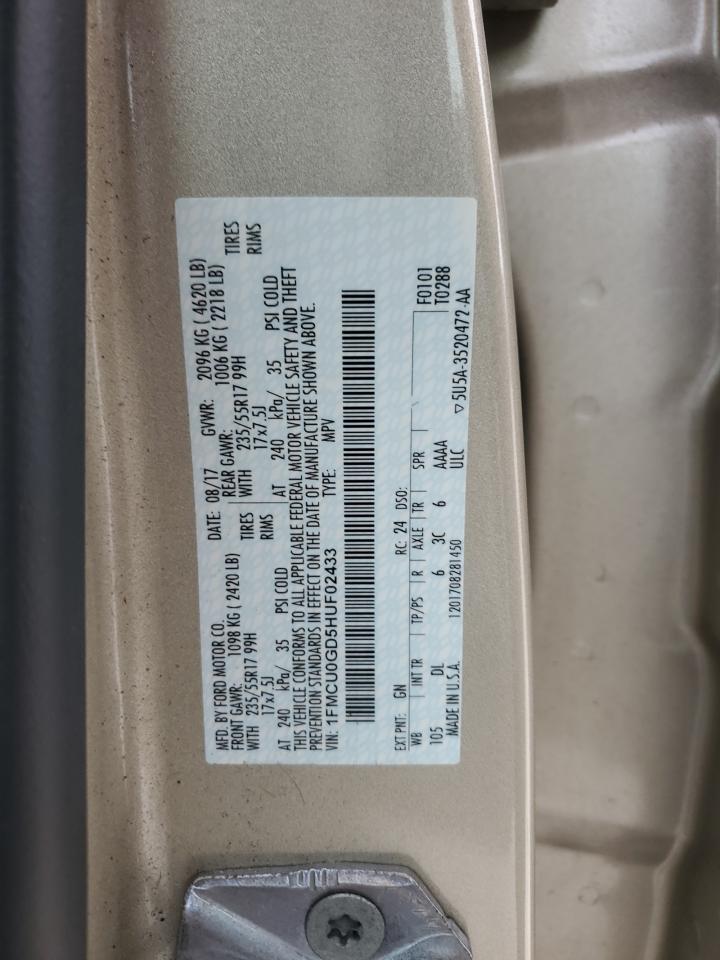 MFD. BY FORD MOTOR CO.
DATE: 08/17 GVWR: 2096 KG ( 4620 LB)
FRONT GAWR: 1098 KG ( 2420 LB)
REAR GAWR: 1006 KG ( 2218 LB)
WITH 235/55R17 99H TIRES
WITH 235/55R17 99H TIRES
17x7.5J RIMS
17x7.5J RIMS
AT 240 kPa/ 35 PSI COLD
AT 240 kPa/ 35 PSI COLD
THIS VEHICLE CONFORMS TO ALL APPLICABLE FEDERAL MOTOR VEHICLE SAFETY AND THEFT
PREVENTION STANDARDS IN EFFECT ON THE DATE OF MANUFACTURE SHOWN ABOVE.
VIN: 1FMCU0GD5HUF02433 TYPE: MPV
EXT PNT: GN RC: 24 DSO: F0101
WB INT TR TP/PS R AXLE TR SPR T0288
105 DL 6 3C 6 AAAA
ULC
MADE IN U.S.A. 1201708281450 ▽5U5A-3520472-AA